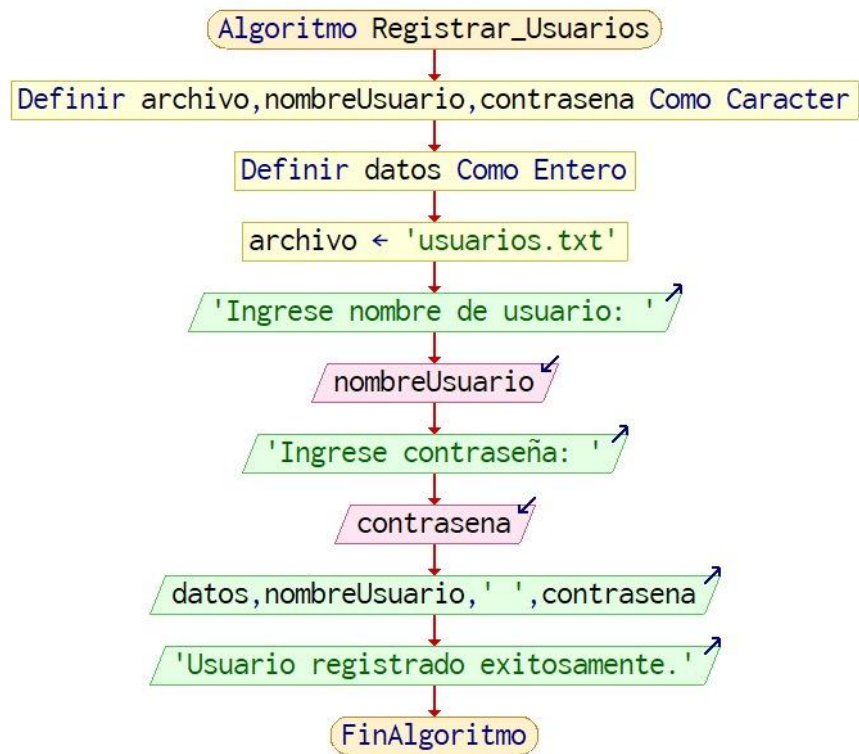 Algoritmo Registrar_Usuarios
Definir archivo,nombreUsuario,contrasena Como Caracter
Definir datos Como Entero
archivo ← 'usuarios.txt'
'Ingrese nombre de usuario: '
nombreUsuario
'Ingrese contraseña: '
contrasena
datos,nombreUsuario,' ',contrasena
'Usuario registrado exitosamente.'
FinAlgoritmo